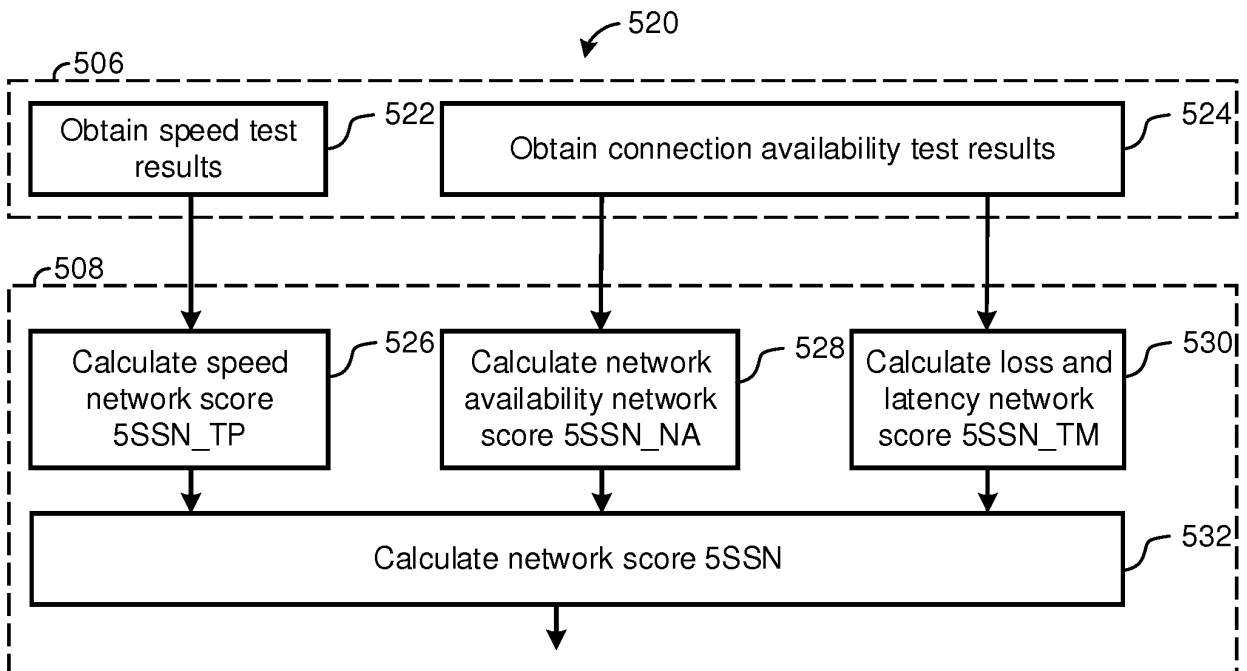 520
506
Obtain speed test
results
522
Obtain connection availability test results
524
508
Calculate speed
network score
5SSN_TP
526
Calculate network
availability network
score 5SSN_NA
528
Calculate loss and
latency network
score 5SSN_TM
530
Calculate network score 5SSN
532